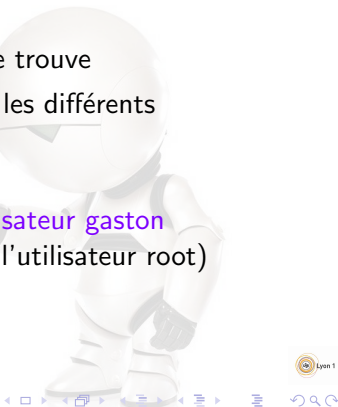 e trouve
les différents
sateur gaston
l'utilisateur root)
Lyon 1